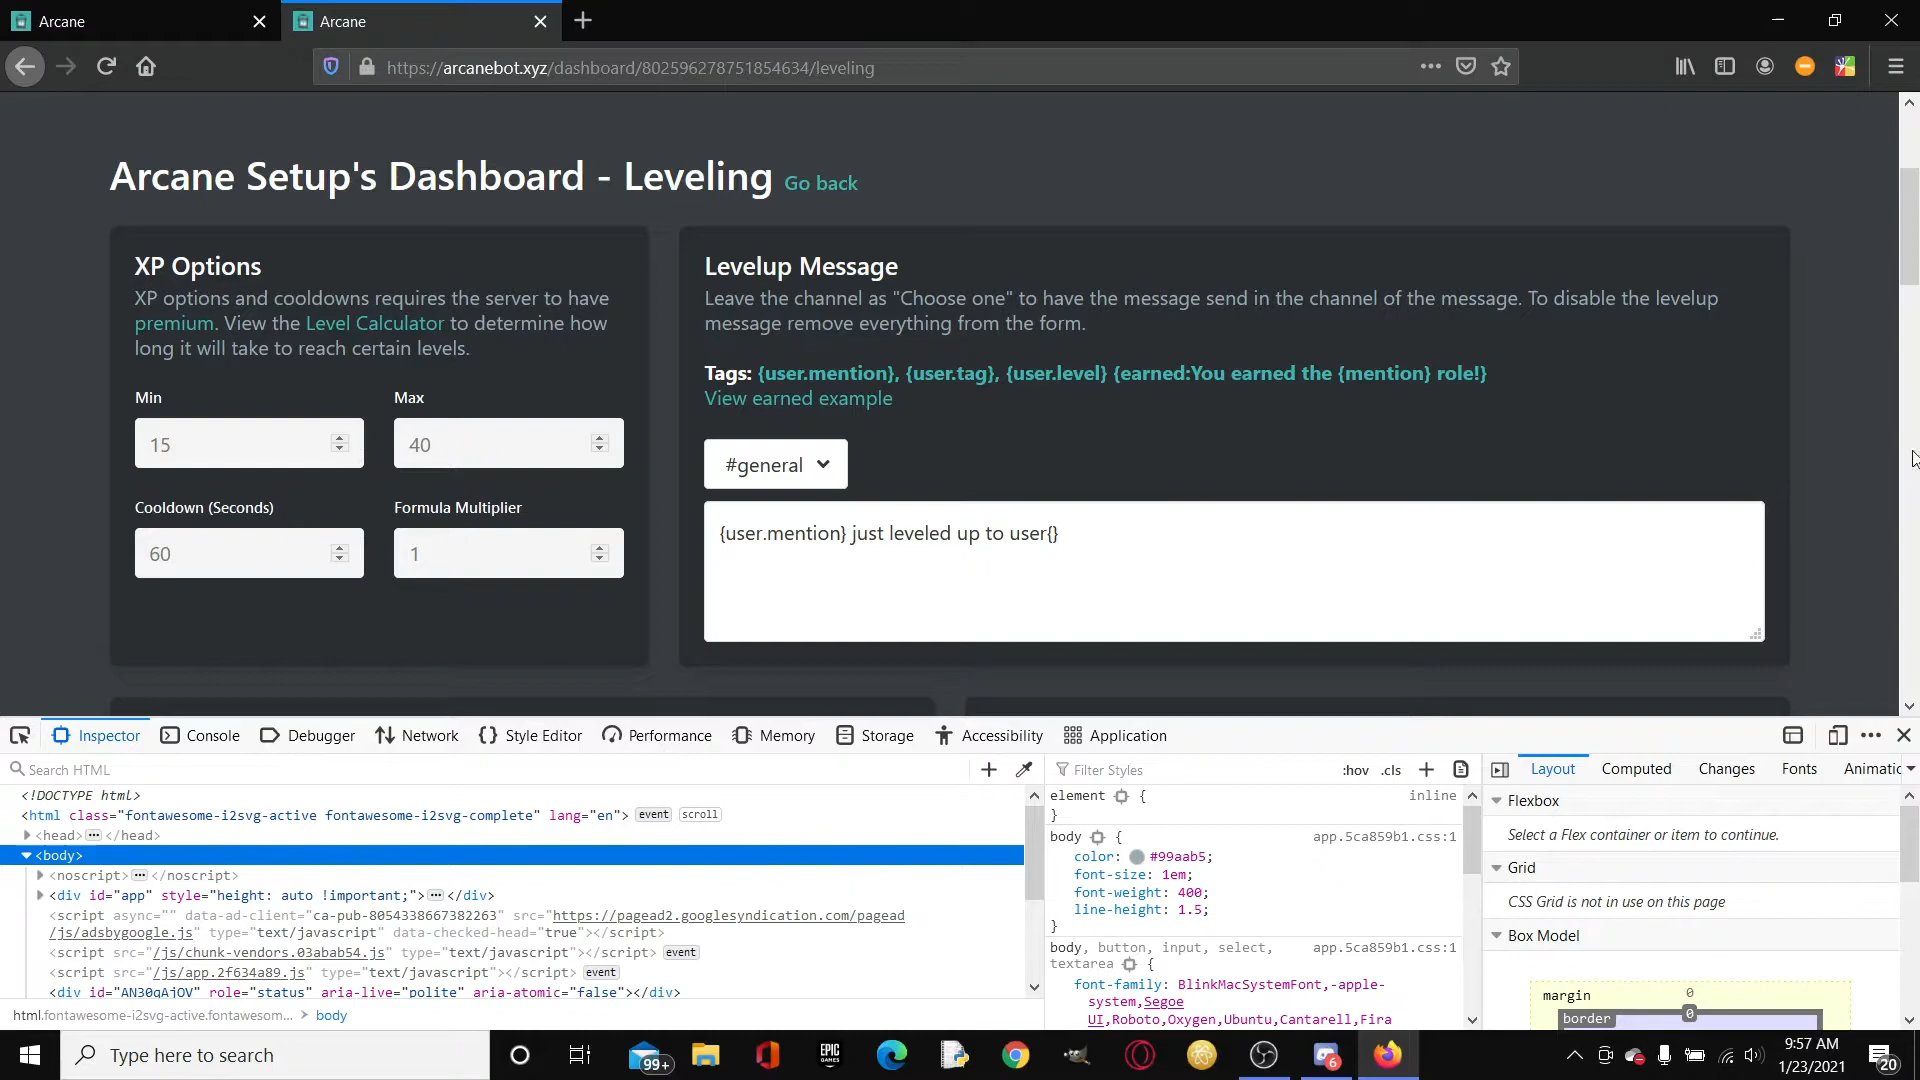 Arcane
Arcane
https://arcanebot.xyz/dashboard/802596278751854634/leveling
Arcane Setup's Dashboard - Leveling Go back
XP Options
XP options and cooldowns requires the server to have
premium. View the Level Calculator to determine how
long it will take to reach certain levels.
Min
Max
15
40
Cooldown (Seconds)
Formula Multiplier
60
1
Levelup Message
Leave the channel as "Choose one" to have the message send in the channel of the message. To disable the levelup
message remove everything from the form.
Tags: {user.mention}, {user.tag}, {user.level} {earned:You earned the {mention} role!}
View earned example
#general
{user.mention} just leveled up to user{}
Inspector
Console
Debugger
Network
Style Editor
Performance
Memory
Storage
Accessibility
Application
Search HTML
<!DOCTYPE html>
<html class="fontawesome-i2svg-active fontawesome-i2svg-complete" lang="en"> event scroll
<head> </head>
<body>
<noscript> </noscript>
<div id="app" style="height: auto !important;"> </div>
<script async="" data-ad-client="ca-pub-8054338667382263" src="https://pagead2.googlesyndication.com/pagead
/js/adsbygoogle.js" type="text/javascript" data-checked-head="true"></script>
<script src="/js/chunk-vendors.03abab54.js" type="text/javascript"></script> event
<script src="/js/app.2f634a89.js" type="text/javascript"></script> event
<div id="AN30gAjOV" role="status" aria-live="polite" aria-atomic="false"></div>
html.fontawesome-i2svg-active.fontawesom... > body
Filter Styles
:hov .cls
element {
inline
}
body {
app.5ca859b1.css:1
color: #99aab5;
font-size: 1em;
font-weight: 400;
line-height: 1.5;
}
body, button, input, select,
app.5ca859b1.css:1
textarea {
font-family: BlinkMacSystemFont,-apple-
system,Segoe
UI,Roboto,Oxygen,Ubuntu,Cantarell,Fira
Layout
Computed
Changes
Fonts
Animatic
Flexbox
Select a Flex container or item to continue.
Grid
CSS Grid is not in use on this page
Box Model
margin
0
border
0
Type here to search
99+
EPIC
GAMES
6
9:57 AM
1/23/2021
20